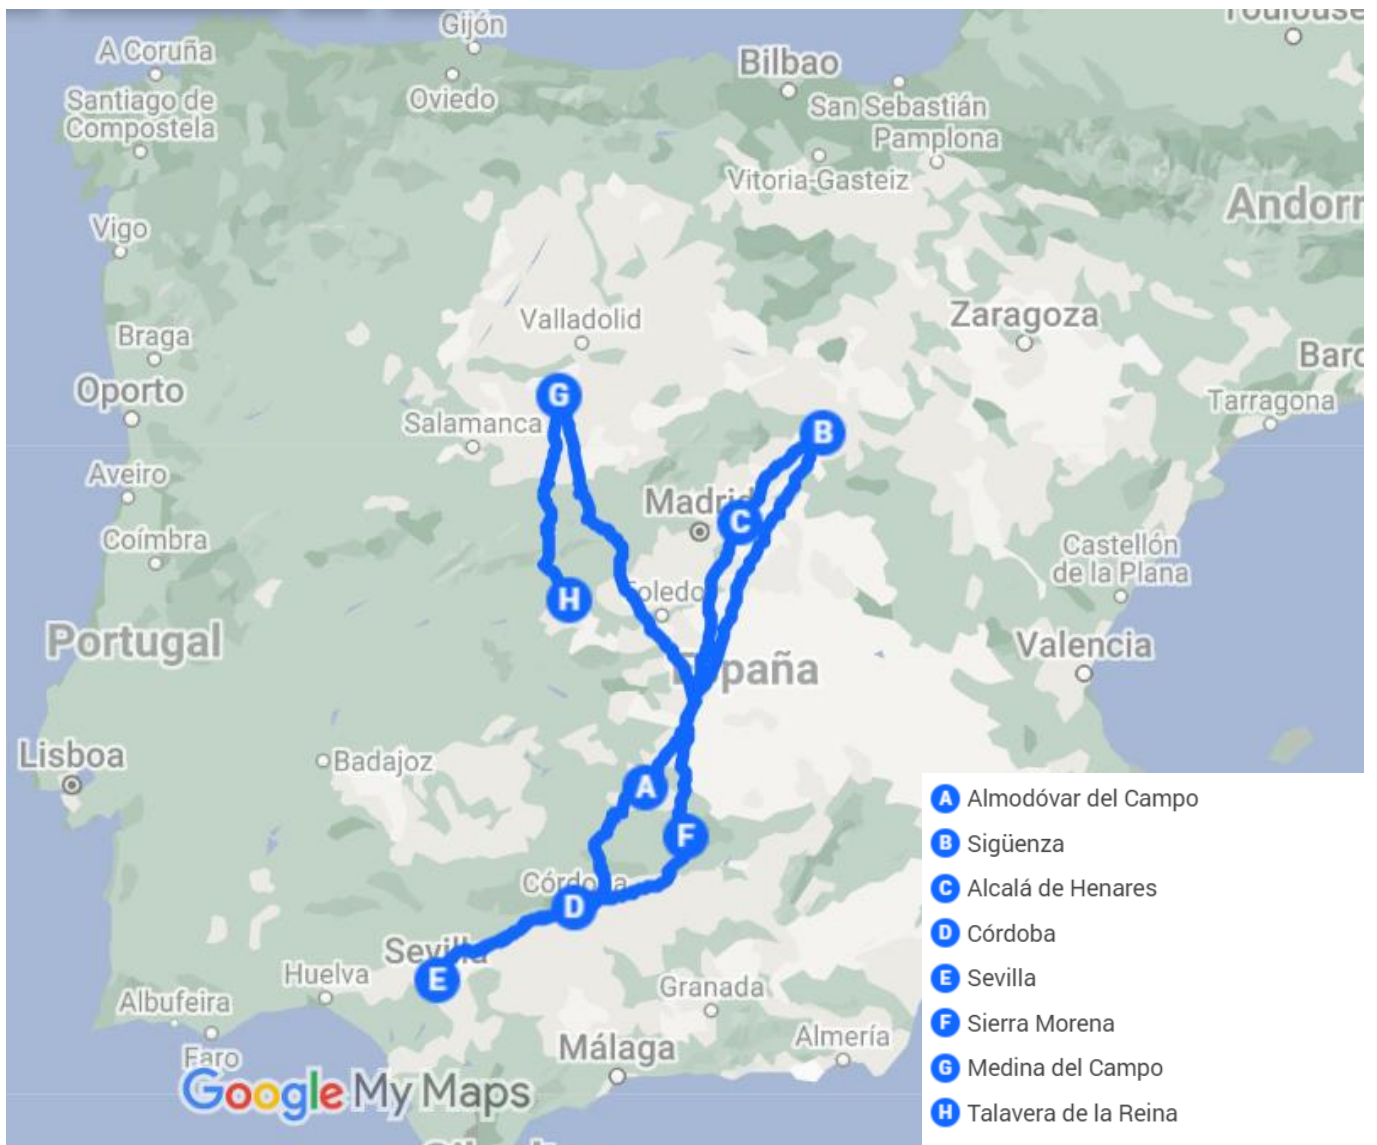 Gijón
Toulouse
A Coruña
Bilbao
Oviedo
Santiago de
Compostela
San Sebastián
Pamplona
Vitoria-Gasteiz
Andorr
Vigo
Valladolid
Zaragoza
Braga
Barc
Oporto
G
Tarragona
Salamanca
B
Aveiro
Madrid
C
Coímbra
Castellón
de la Plana
H
Toledo
Portugal
Valencia
España
Lisboa
Badajoz
A
F
Córdoba
D
Sevilla
E
Huelva
Granada
Albufeira
Almería
Faro
Málaga
Google My Maps
A Almodóvar del Campo
B Sigüenza
C Alcalá de Henares
D Córdoba
E Sevilla
F Sierra Morena
G Medina del Campo
H Talavera de la Reina